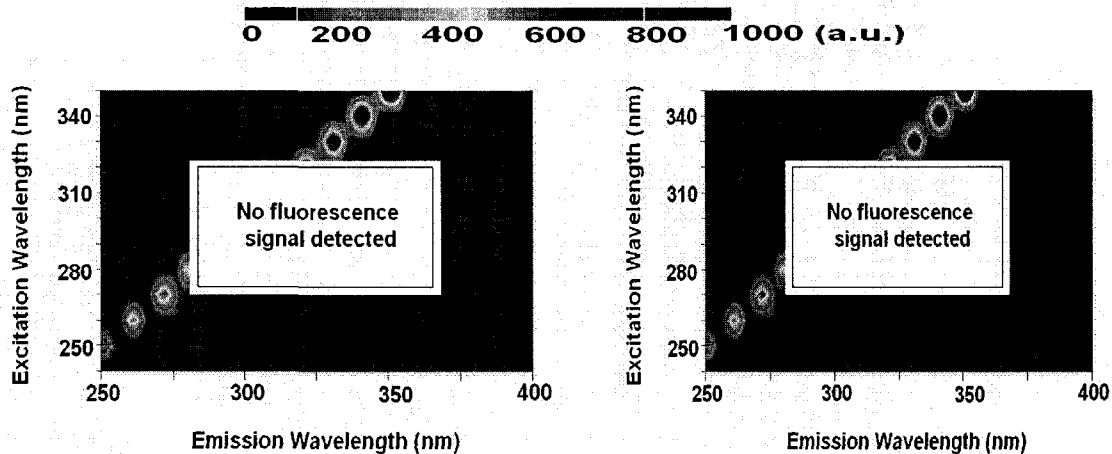 0 200 400 600 800 1000 (a.u.)
Excitation Wavelength (nm)
340
310
280
250
No fluorescence
signal detected
250 300 350 400
Emission Wavelength (nm)
Excitation Wavelength (nm)
340
310
280
250
No fluorescence
signal detected
250 300 350 400
Emission Wavelength (nm)